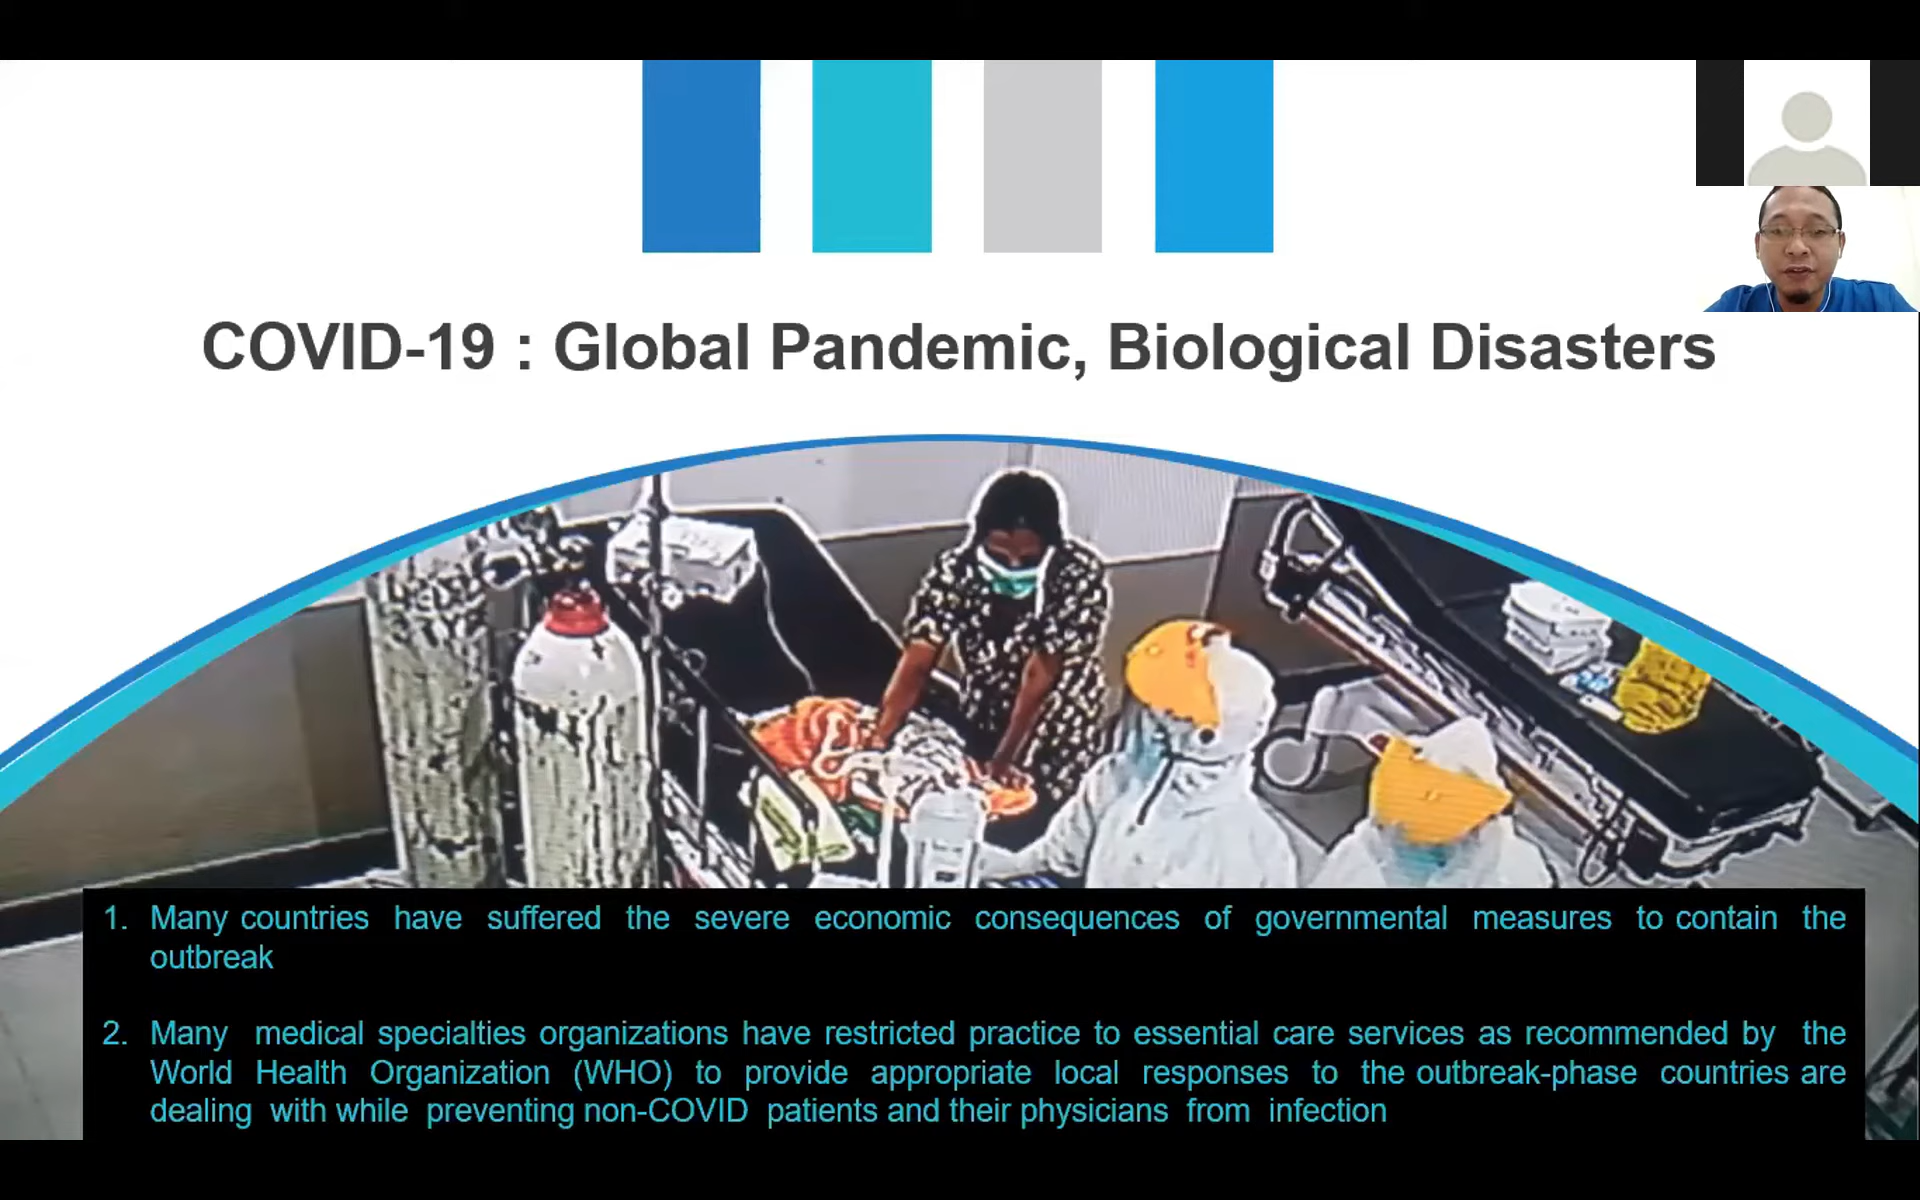 COVID-19 : Global Pandemic, Biological Disasters
1. Many countries have suffered the severe economic consequences of governmental measures to contain the
outbreak
2. Many medical specialties organizations have restricted practice to essential care services as recommended by the
World Health Organization (WHO) to provide appropriate local responses to the outbreak-phase countries are
dealing with while preventing non-COVID patients and their physicians from infection